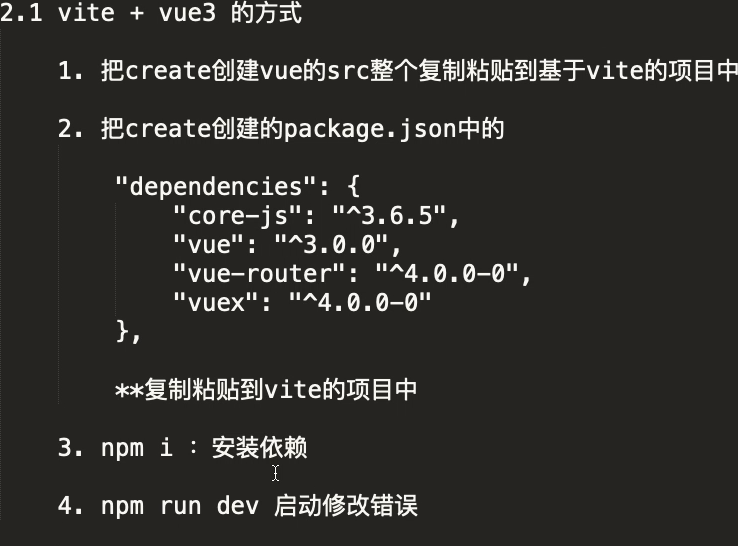 2.1 vite + vue3 的方式
1. 把create创建vue的src整个复制粘贴到基于vite的项目中
2. 把create创建的package.json中的
"dependencies": {
"core-js": "^3.6.5",
"vue": "^3.0.0",
"vue-router": "^4.0.0-0",
"vuex": "^4.0.0-0"
},
**复制粘贴到vite的项目中
3. npm i : 安装依赖
4. npm run dev 启动修改错误